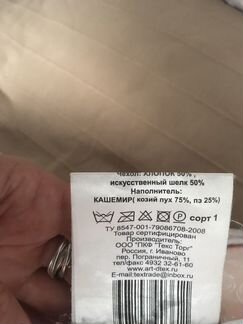 Чехол: ХЛОПОК 50%,
искусственный шелк 50%
Наполнитель:
КАШЕМИР( козий пух 75%, пэ 25%)
P сорт 1
ТУ 8547-001-79086708-2008
Товар сертифицирован
Производитель:
ООО "ПКФ "Текс Торг"
Россия, г. Иваново
пер. Пограничный, 11
тел/факс 4932 32-61-60
www.art-dtex.ru
E-mail:textrade@inbox.ru